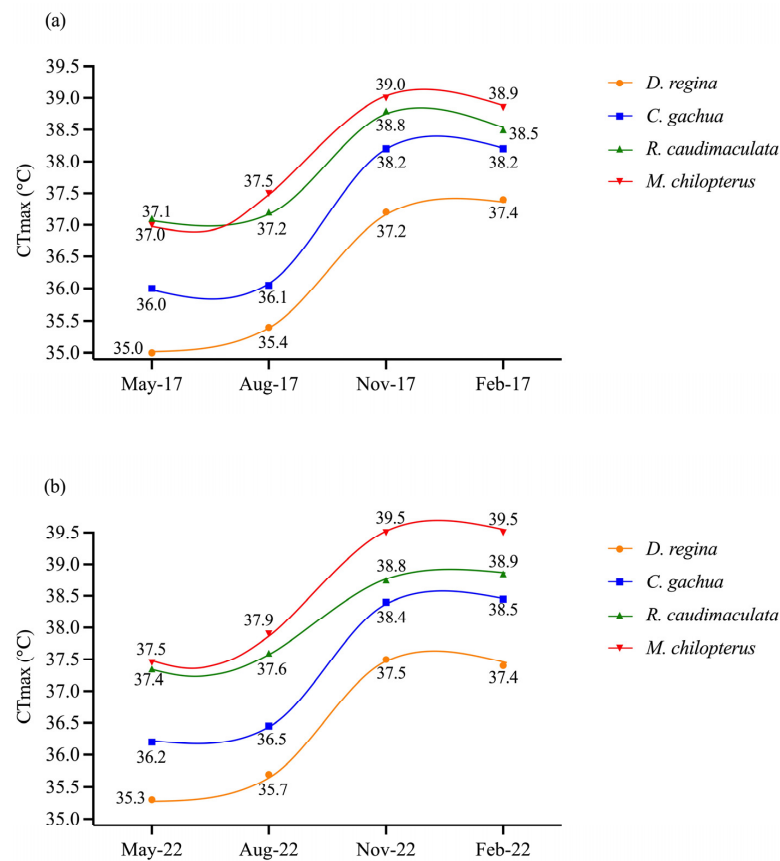 (a)
39.5
39.0
38.5
38.0
37.5
37.0
36.5
36.0
35.5
35.0
CTmax (°C)
39.0
38.9
38.8
38.5
37.5
38.2
38.2
37.1
37.0
37.2
37.2
37.4
36.0
36.1
35.0
35.4
May-17
Aug-17
Nov-17
Feb-17
D. regina
C. gachua
R. caudimaculata
M. chilopterus
(b)
39.5
39.0
38.5
38.0
37.5
37.0
36.5
36.0
35.5
35.0
CTmax (°C)
39.5
39.5
38.8
38.9
37.9
38.4
38.5
37.5
37.4
37.6
37.5
37.4
36.2
36.5
35.3
35.7
May-22
Aug-22
Nov-22
Feb-22
D. regina
C. gachua
R. caudimaculata
M. chilopterus